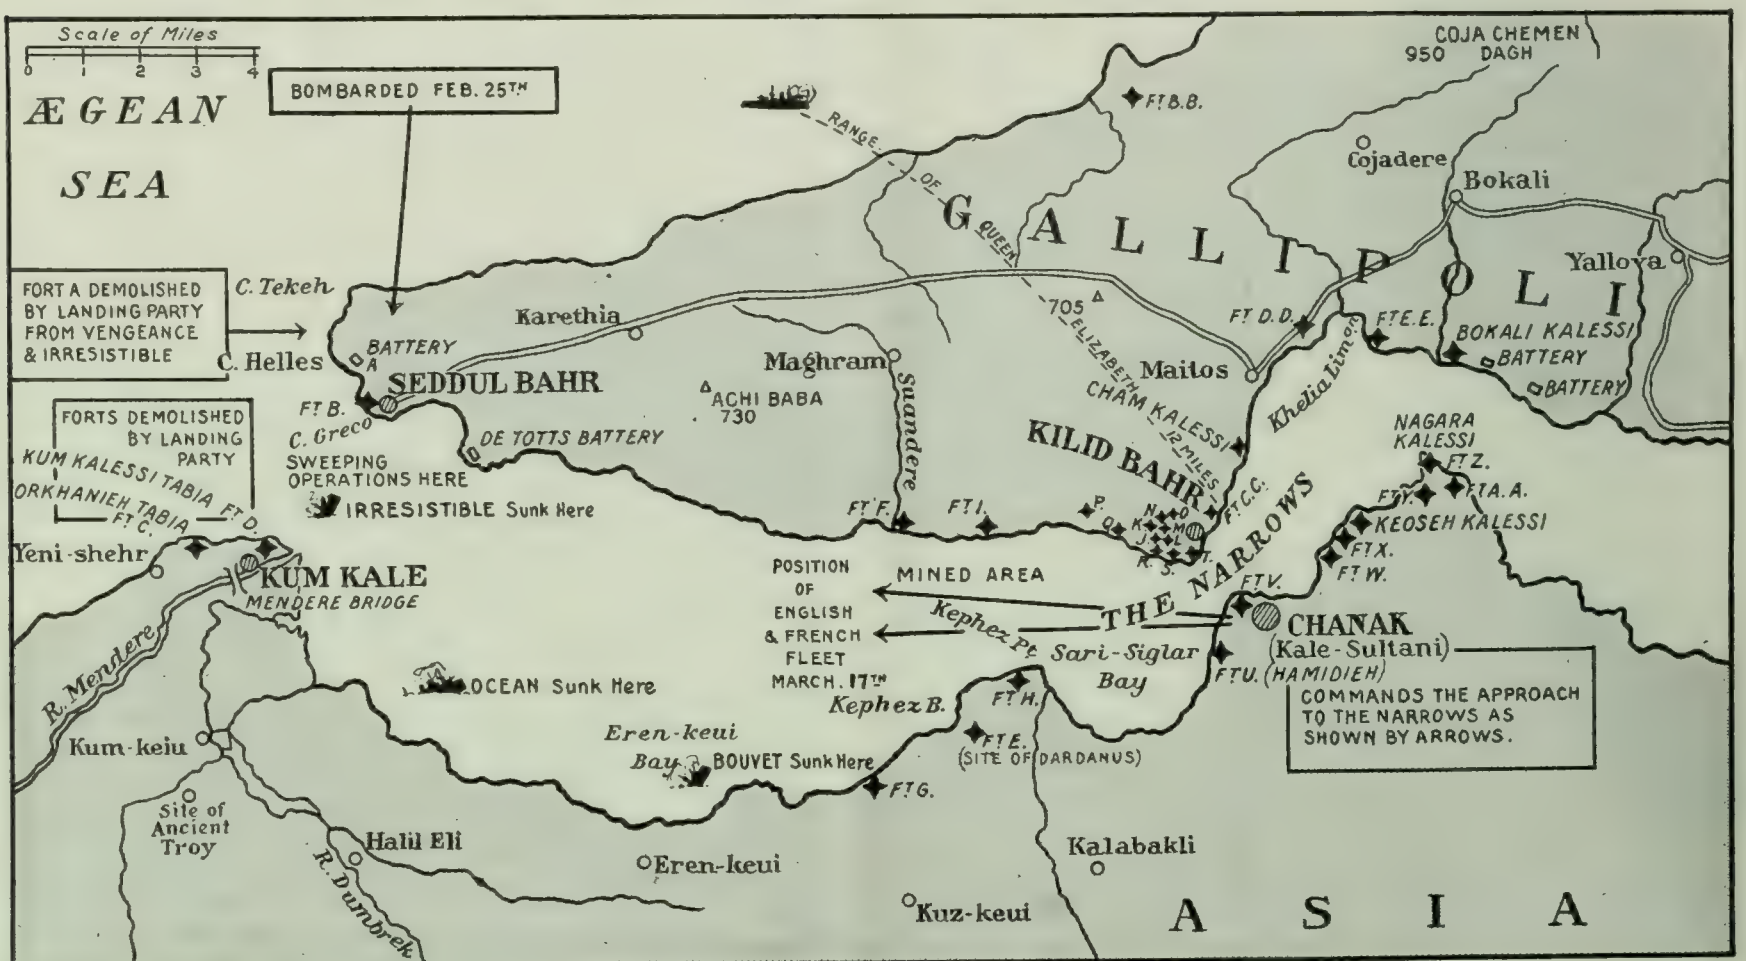 Scale of Miles
0 1 2 3 4
ÆGEAN
SEA
BOMBARDED FEB. 25TH
RANGE OF QUEEN ELIZABETH 12 MILES
FT B.B.
COJA CHEMEN
950 DAGH
Cojadere
Bokali
GALLIPOLI
Yallova
FORT A DEMOLISHED
BY LANDING PARTY
FROM VENGEANCE
& IRRESISTIBLE
C. Tekeh
C. Helles
BATTERY
A
SEDDUL BAHR
FT B.
C. Greco
Karethia
Maghram
ACHI BABA
730
705
Suandere
DE TOTTS BATTERY
SWEEPING
OPERATIONS HERE
IRRESISTIBLE Sunk Here
FORTS DEMOLISHED
BY LANDING
PARTY
KUM KALESSI TABIA FT D.
ORKHANIEH TABIA
FT C.
Yeni-shehr
KUM KALE
MENDERE BRIDGE
R. Mendere
Maitos
FT D.D.
FT E.E.
BOKALI KALESSI
BATTERY
BATTERY
Khelia Limon
CHAM KALESSI
KILID BAHR
FT C.C.
FT F.
FT I.
P.
Q
N
O
K
M
J
L
R.
S.
T.
THE NARROWS
NAGARA
KALESSI
FT Z.
FT Y.
FT A.A.
KEOSEH KALESSI
FT X.
FT W.
FT V.
CHANAK
(Kale-Sultani)
FT U. (HAMIDIEH)
COMMANDS THE APPROACH
TO THE NARROWS AS
SHOWN BY ARROWS.
POSITION
OF
ENGLISH
& FRENCH
FLEET
MARCH. 17TH
MINED AREA
Kephez Pt.
Sari-Siglar
Bay
Kephez B.
FT H.
FT E.
(SITE OF DARDANUS)
FT G.
OCEAN Sunk Here
Eren-keui
Bay
BOUVET Sunk Here
Kum-keiu
Site of
Ancient
Troy
Halil Eli
R. Dumbrek
Eren-keui
Kuz-keui
Kalabakli
ASIA